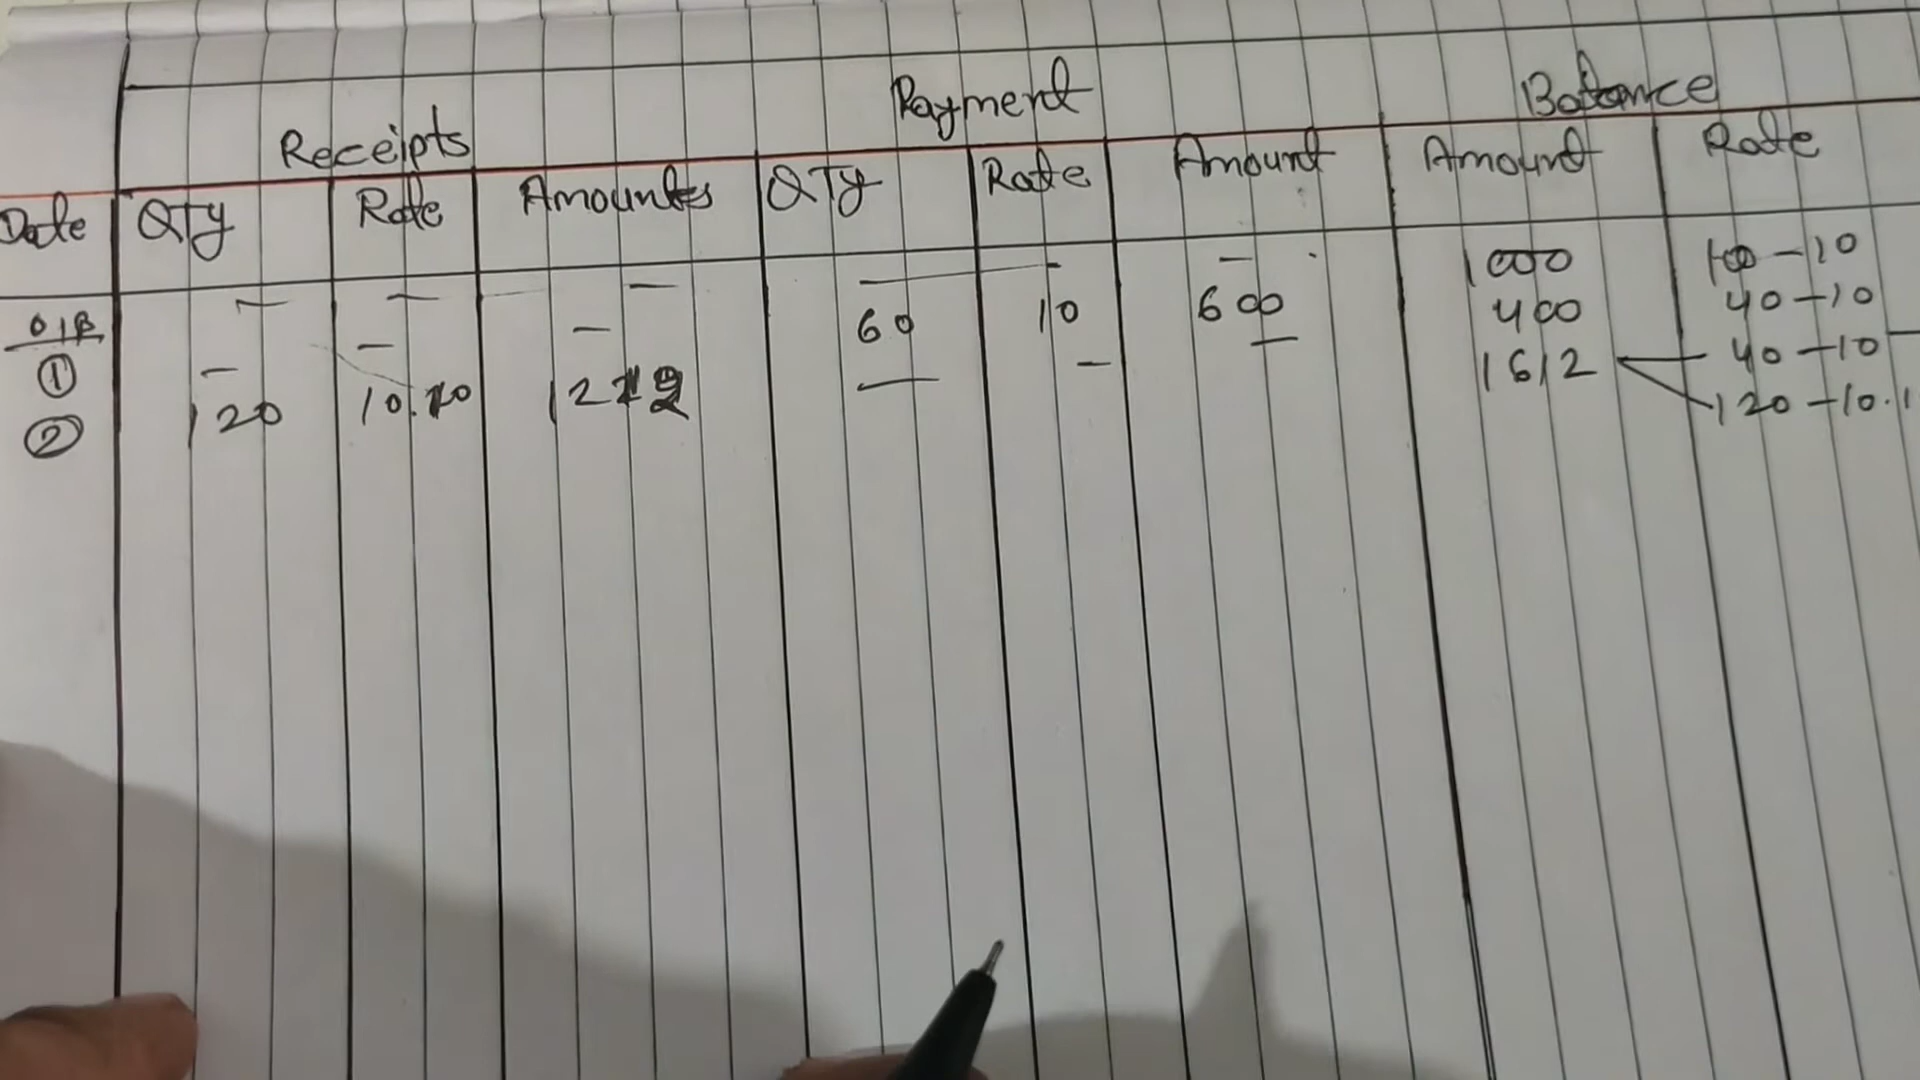 Receipts Payment Balance
Date QTY Rate Amounts QTY Rate Amount Amount Rate
O/B — — — — - — 1000 100 – 10
① — — — 60 10 600 400 40 – 10
② 120 10.10 1212 — — — 1612 40 – 10
120 – 10.1